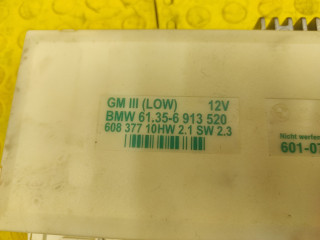 GM III (LOW) 12V
BMW 61.35-6 913 520
608 377 10HW 2.1 SW 2.3
Nicht werfen
601-07